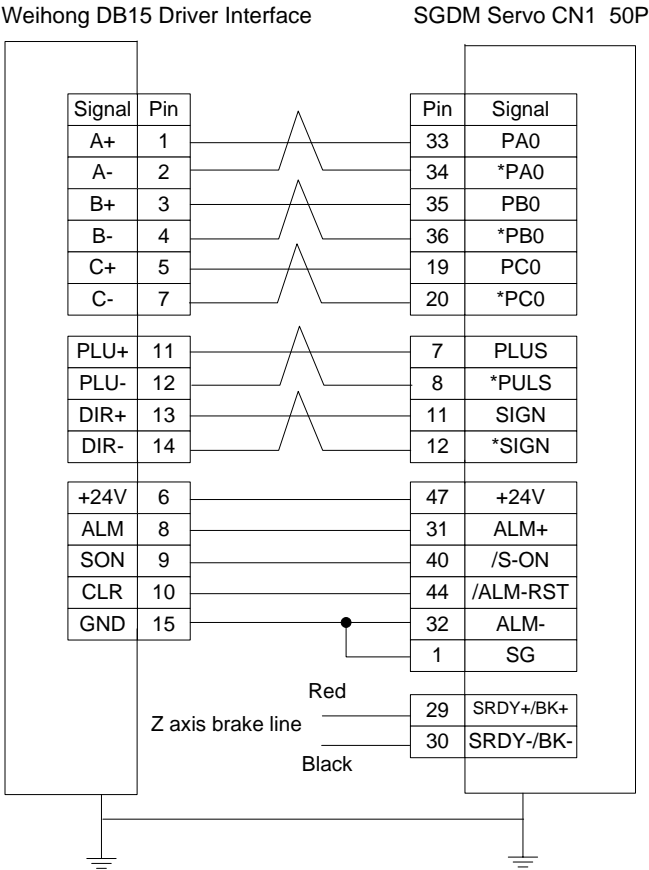 Weihong DB15 Driver Interface SGDM Servo CN1 50P
Signal Pin Pin Signal
A+ 1 33 PA0
A- 2 34 *PA0
B+ 3 35 PB0
B- 4 36 *PB0
C+ 5 19 PC0
C- 7 20 *PC0
PLU+ 11 7 PLUS
PLU- 12 8 *PULS
DIR+ 13 11 SIGN
DIR- 14 12 *SIGN
+24V 6 47 +24V
ALM 8 31 ALM+
SON 9 40 /S-ON
CLR 10 44 /ALM-RST
GND 15 32 ALM-
1 SG
Red
29 SRDY+/BK+
Z axis brake line
30 SRDY-/BK-
Black